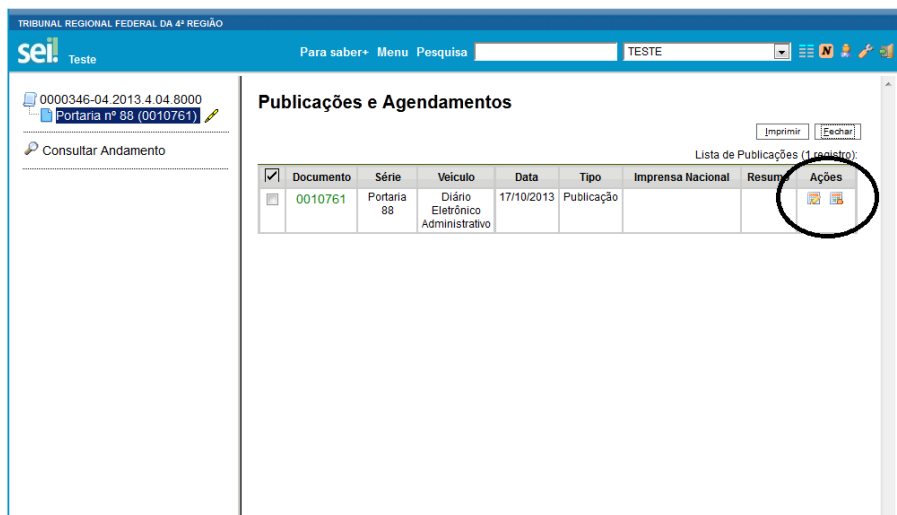 TRIBUNAL REGIONAL FEDERAL DA 4ª REGIÃO
sei!
Teste
Para saber+ Menu Pesquisa
TESTE
N
0000346-04.2013.4.04.8000
Portaria nº 88 (0010761)
Consultar Andamento
Publicações e Agendamentos
Imprimir Fechar
Lista de Publicações (1 registro):
Documento Série Veículo Data Tipo Imprensa Nacional Resumo Ações
0010761 Portaria 88 Diário Eletrônico Administrativo 17/10/2013 Publicação